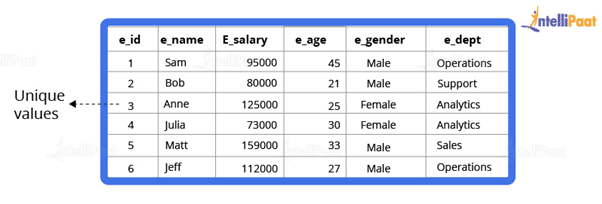 IntelliPaat
e_id e_name E_salary e_age e_gender e_dept
1 Sam 95000 45 Male Operations
2 Bob 80000 21 Male Support
Unique values
3 Anne 125000 25 Female Analytics
4 Julia 73000 30 Female Analytics
5 Matt 159000 33 Male Sales
6 Jeff 112000 27 Male Operations